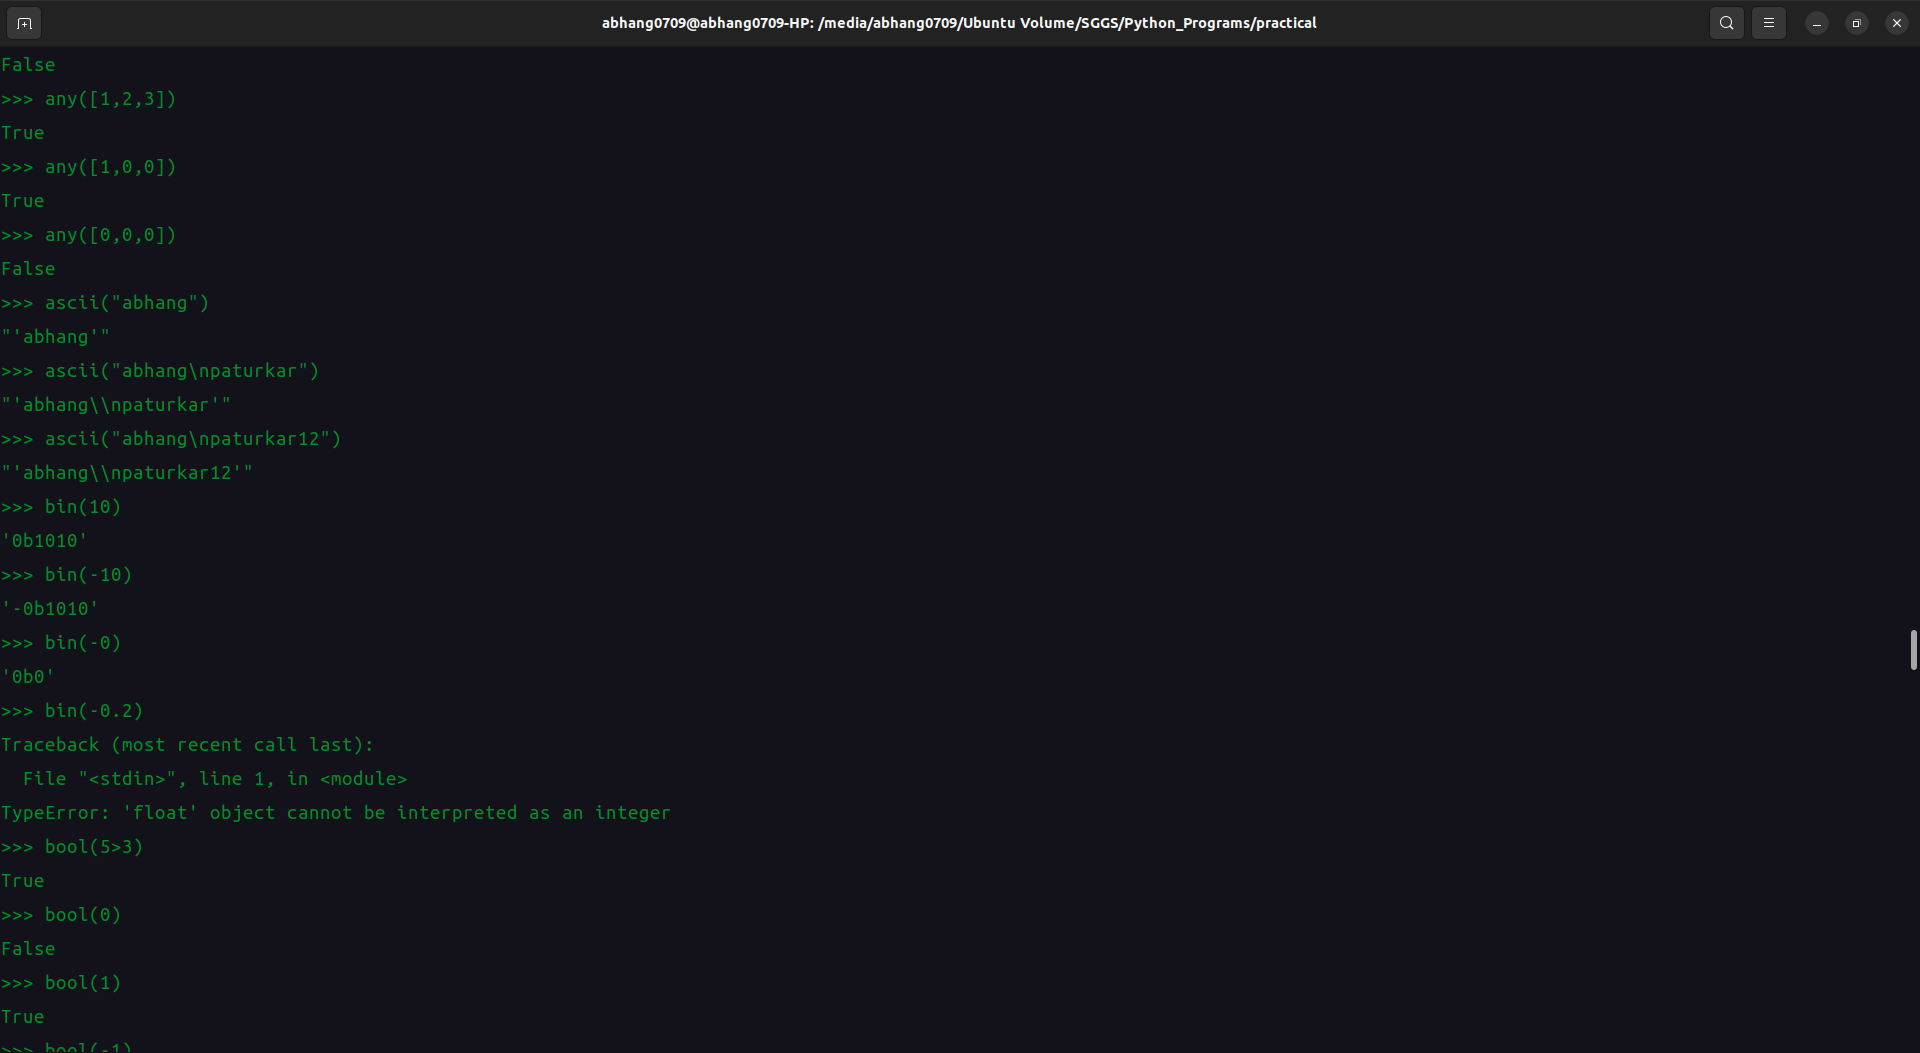 abhang0709@abhang0709-HP: /media/abhang0709/Ubuntu Volume/SGGS/Python_Programs/practical
False
>>> any([1,2,3])
True
>>> any([1,0,0])
True
>>> any([0,0,0])
False
>>> ascii("abhang")
"'abhang'"
>>> ascii("abhang\npaturkar")
"'abhang\\npaturkar'"
>>> ascii("abhang\npaturkar12")
"'abhang\\npaturkar12'"
>>> bin(10)
'0b1010'
>>> bin(-10)
'-0b1010'
>>> bin(-0)
'0b0'
>>> bin(-0.2)
Traceback (most recent call last):
  File "<stdin>", line 1, in <module>
TypeError: 'float' object cannot be interpreted as an integer
>>> bool(5>3)
True
>>> bool(0)
False
>>> bool(1)
True
>>> bool(-1)